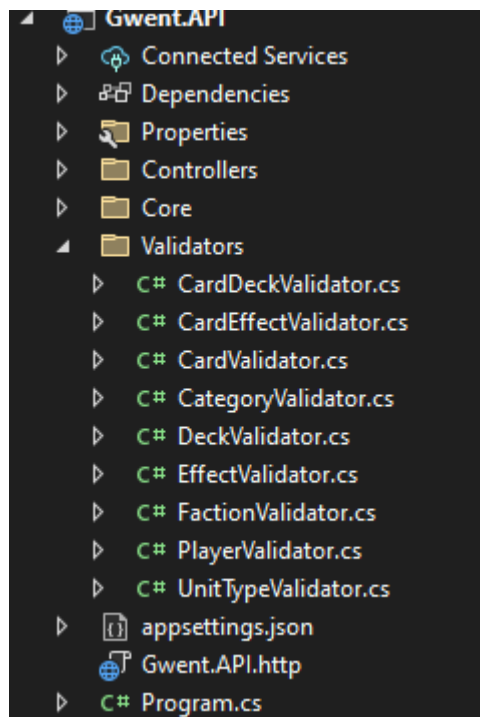 Gwent.API
Connected Services
Dependencies
Properties
Controllers
Core
Validators
C# CardDeckValidator.cs
C# CardEffectValidator.cs
C# CardValidator.cs
C# CategoryValidator.cs
C# DeckValidator.cs
C# EffectValidator.cs
C# FactionValidator.cs
C# PlayerValidator.cs
C# UnitTypeValidator.cs
appsettings.json
Gwent.API.http
C# Program.cs